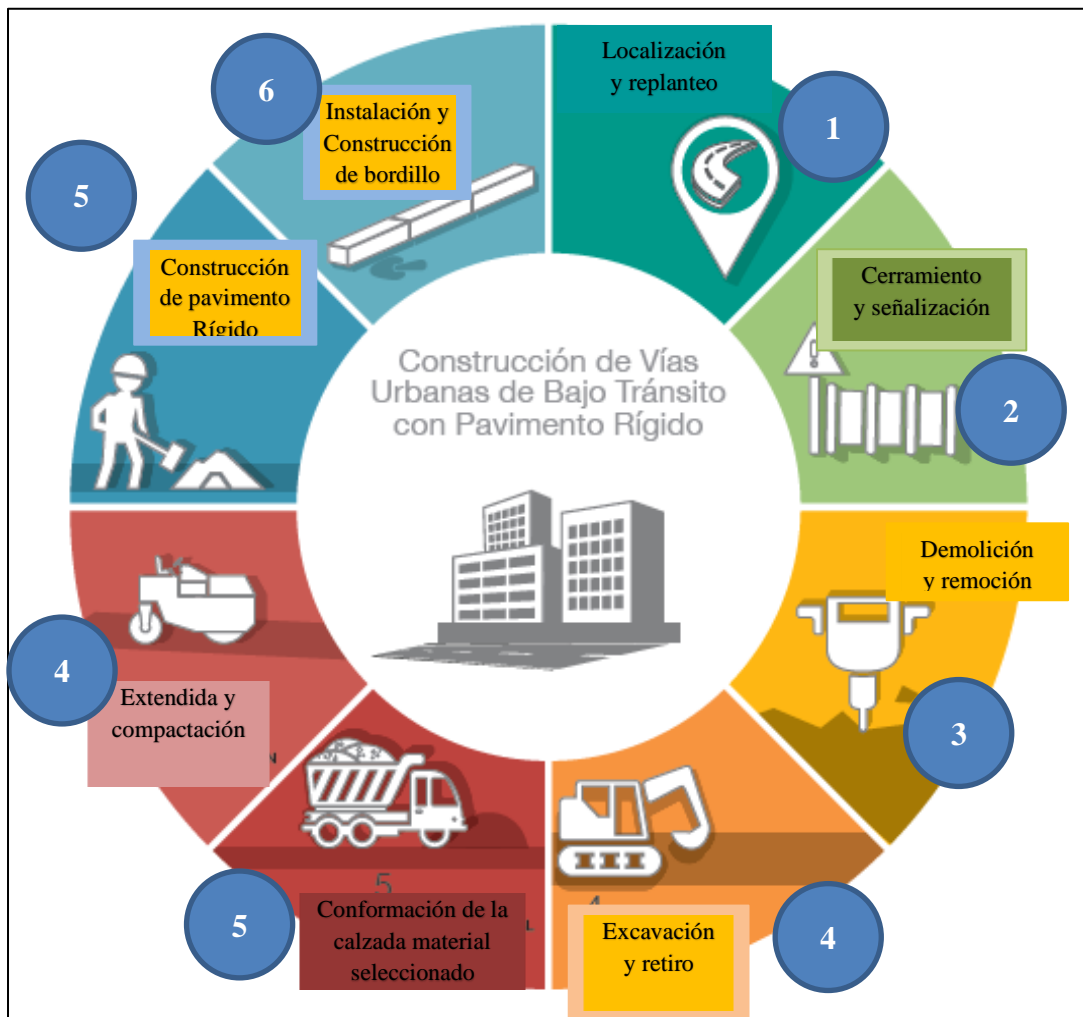 Localización
y replanteo
1
Cerramiento
y señalización
2
Demolición
y remoción
3
Excavación
y retiro
4
Conformación de la
calzada material
seleccionado
5
5
Extendida y
compactación
4
N
L
Construcción
de pavimento
Rígido
5
Instalación y
Construcción
de bordillo
6
Construcción de Vías
Urbanas de Bajo Tránsito
con Pavimento Rígido